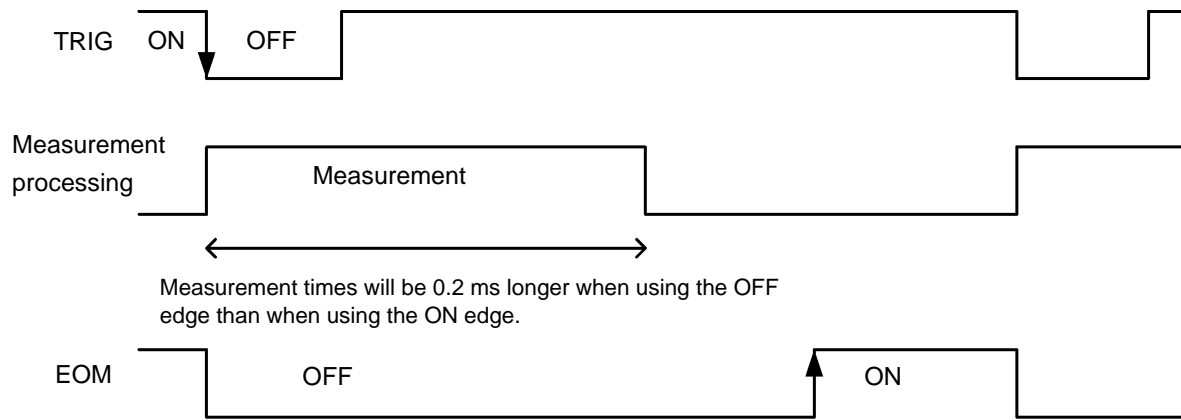 TRIG ON OFF
Measurement
processing
Measurement
Measurement times will be 0.2 ms longer when using the OFF
edge than when using the ON edge.
EOM OFF ON